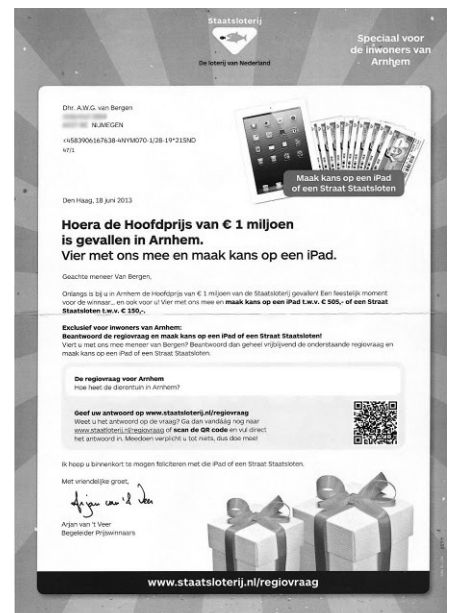 Staatsloterij
De loterij van Nederland
Speciaal voor
de inwoners van
Arnhem
Dhr. A.W.G. van Bergen
NIJMEGEN
47/1
Maak kans op een iPad
of een Straat Staatsloten
Den Haag, 18 juni 2013
Hoera de Hoofdprijs van € 1 miljoen
is gevallen in Arnhem.
Vier met ons mee en maak kans op een iPad.
Geachte meneer Van Bergen,
Onlangs is bij u in Arnhem de Hoofdprijs van € 1 miljoen van de Staatsloterij gevallen! Een feestelijk moment
voor de winnaar... en ook voor u! Vier met ons mee en maak kans op een iPad t.w.v. € 505,- of een Straat
Staatsloten t.w.v. € 150,-.
Exclusief voor inwoners van Arnhem:
Beantwoord de regiovraag en maak kans op een iPad of een Straat Staatsloten!
Viert u met ons mee meneer van Bergen? Beantwoord dan geheel vrijblijvend de onderstaande regiovraag en
maak kans op een iPad of een Straat Staatsloten.
De regiovraag voor Arnhem
Hoe heet de dierentuin in Arnhem?
Geef uw antwoord op www.staatsloterij.nl/regiovraag
Weet u het antwoord op de vraag? Ga dan vandaag nog naar
www.staatloterij.nl/regiovraag of scan de QR code en vul direct
het antwoord in. Meedoen verplicht u tot niets, dus doe mee!
Ik hoop u binnenkort te mogen feliciteren met die iPad of een Straat Staatsloten.
Met vriendelijke groet,
Arjan van 't Veer
Arjan van 't Veer
Begeleider Prijswinnaars
www.staatsloterij.nl/regiovraag